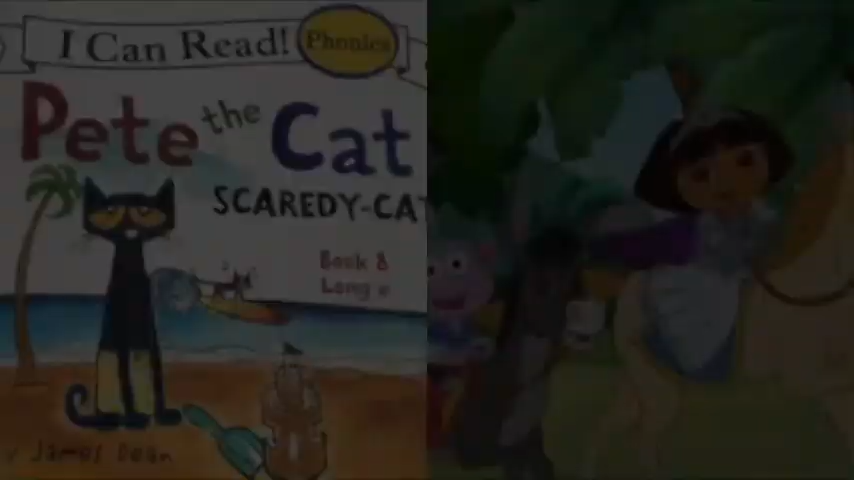 I Can Read!
Phonics
Pete the Cat
SCAREDY-CAT
Book 8
Long e
James Dean